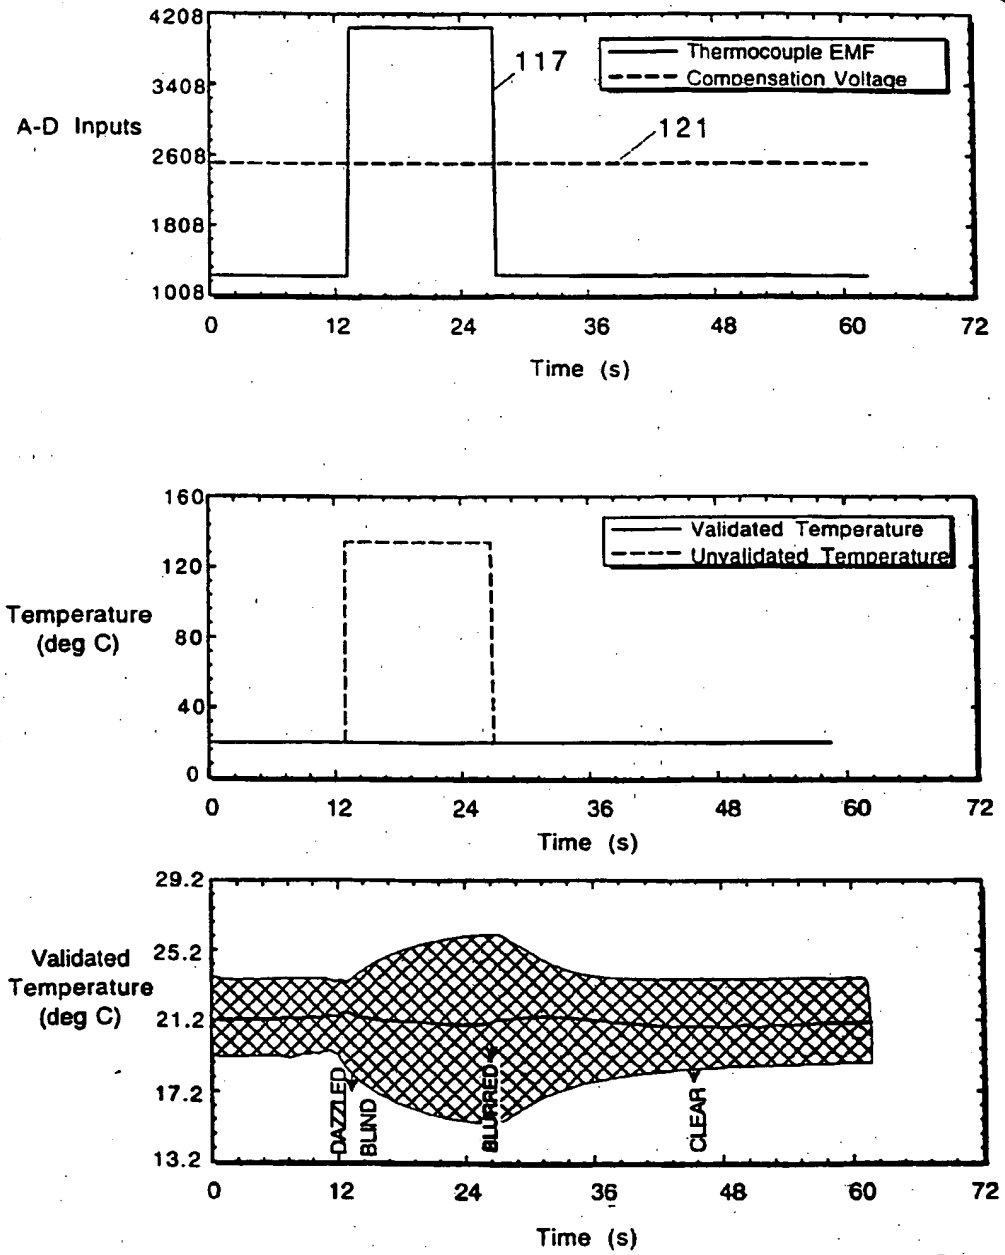 4208
3408
2608
1808
1008
A-D Inputs
Thermocouple EMF
Compensation Voltage
117
121
0 12 24 36 48 60 72
Time (s)
160
120
80
40
0
Temperature
(deg C)
Validated Temperature
Unvalidated Temperature
0 12 24 36 48 60 72
Time (s)
29.2
25.2
21.2
17.2
13.2
Validated
Temperature
(deg C)
DAZZLED
BLIND
BLURRED
CLEAR
0 12 24 36 48 60 72
Time (s)